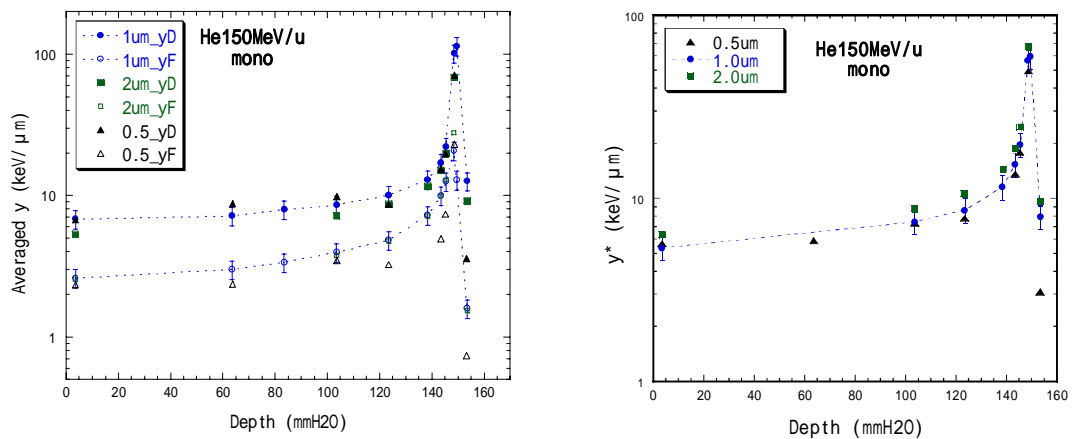 1um_yD
1um_yF
2um_yD
2um_yF
0.5_yD
0.5_yF
He150MeV/u
mono
100
10
1
Averaged y (keV/μm)
0 20 40 60 80 100 120 140 160
Depth (mmH2O)
0.5um
1.0um
2.0um
He150MeV/u
mono
100
10
1
y* (keV/μm)
0 20 40 60 80 100 120 140 160
Depth (mmH2O)